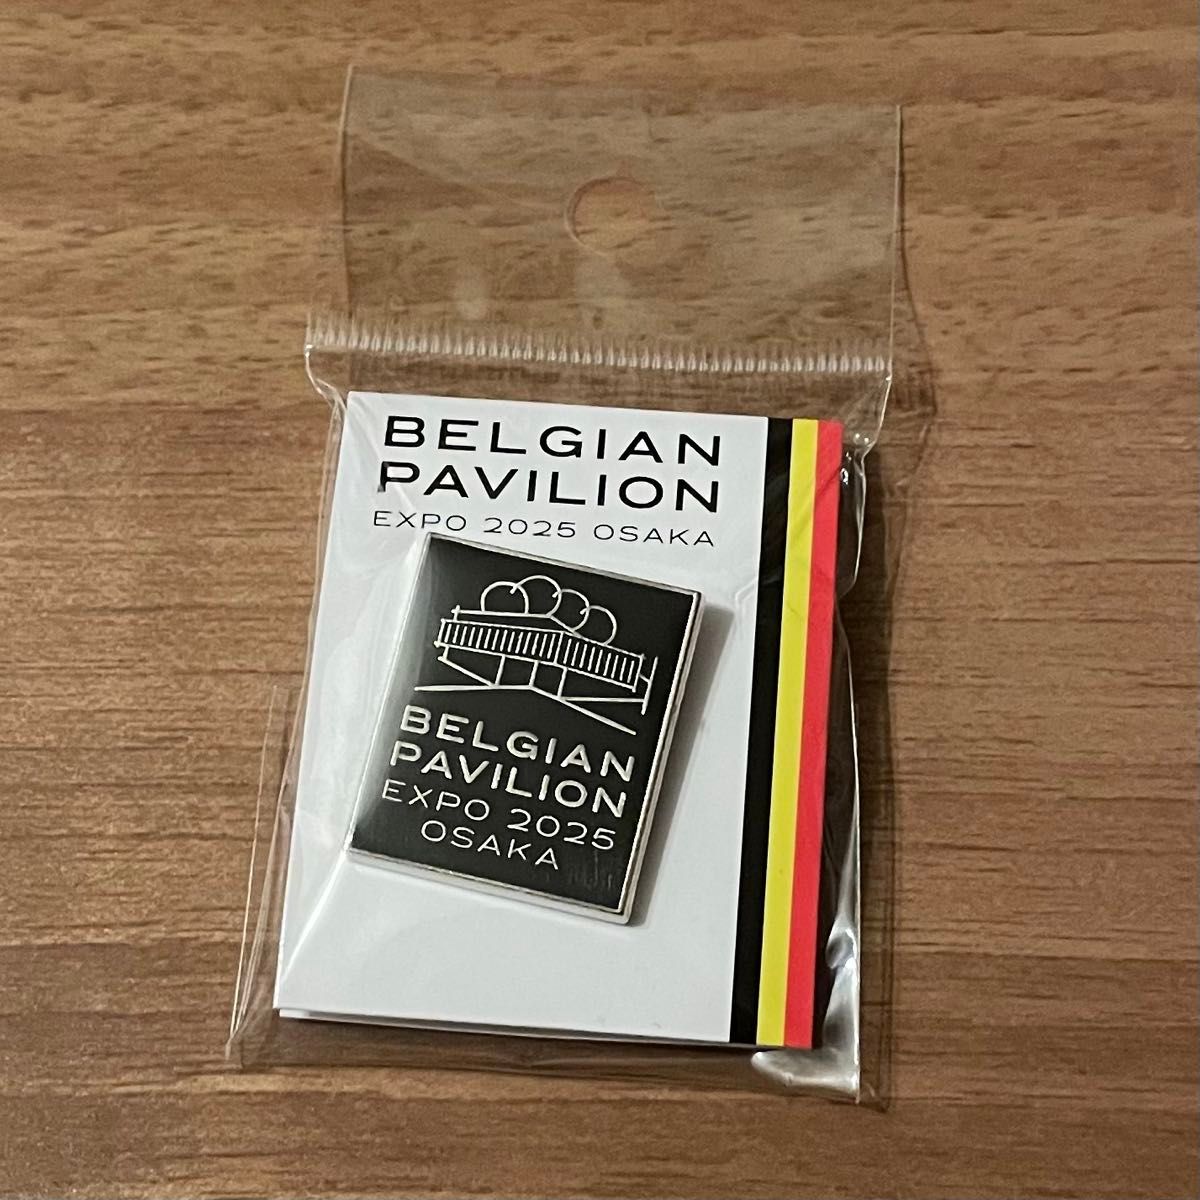 BELGIAN
PAVILION
EXPO 2025 OSAKA
BELGIAN
PAVILION
EXPO 2025
OSAKA